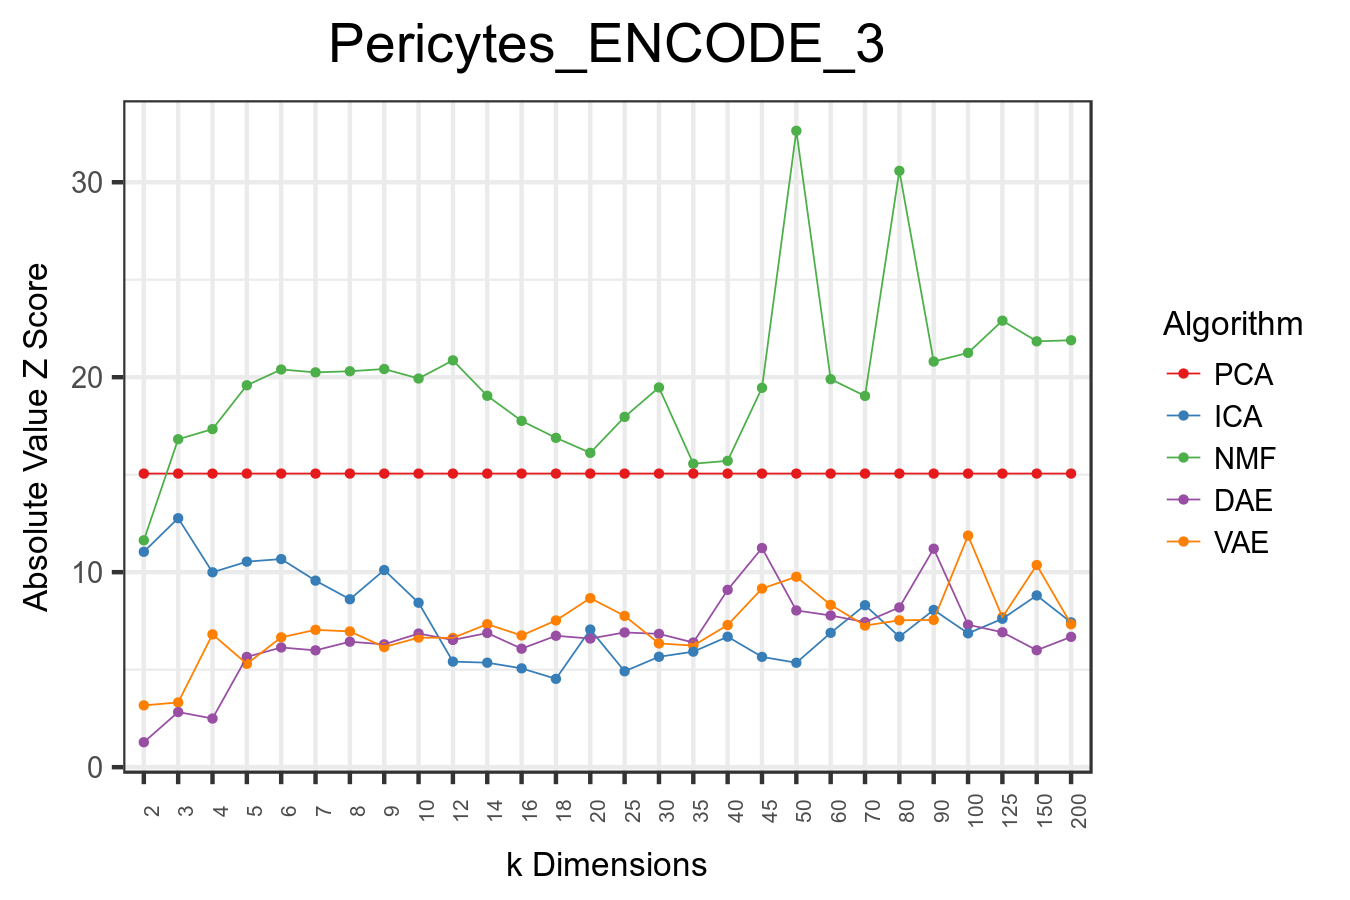 Pericytes_ENCODE_3
Absolute Value Z Score
30
20
10
0
2 3 4 5 6 7 8 9 10 12 14 16 18 20 25 30 35 40 45 50 60 70 80 90 100 125 150 200
k Dimensions
Algorithm
PCA
ICA
NMF
DAE
VAE